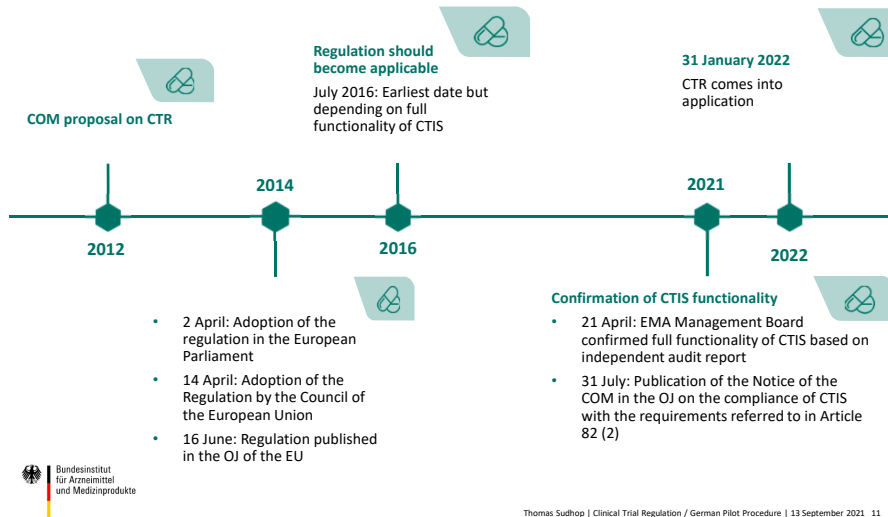 COM proposal on CTR
2012
2014
• 2 April: Adoption of the
regulation in the European
Parliament
• 14 April: Adoption of the
Regulation by the Council of
the European Union
• 16 June: Regulation published
in the OJ of the EU
Regulation should
become applicable
July 2016: Earliest date but
depending on full
functionality of CTIS
2016
2021
Confirmation of CTIS functionality
• 21 April: EMA Management Board
confirmed full functionality of CTIS based on
independent audit report
• 31 July: Publication of the Notice of the
COM in the OJ on the compliance of CTIS
with the requirements referred to in Article
82 (2)
31 January 2022
CTR comes into
application
2022
Bundesinstitut
für Arzneimittel
und Medizinprodukte
Thomas Sudhop | Clinical Trial Regulation / German Pilot Procedure | 13 September 2021 11